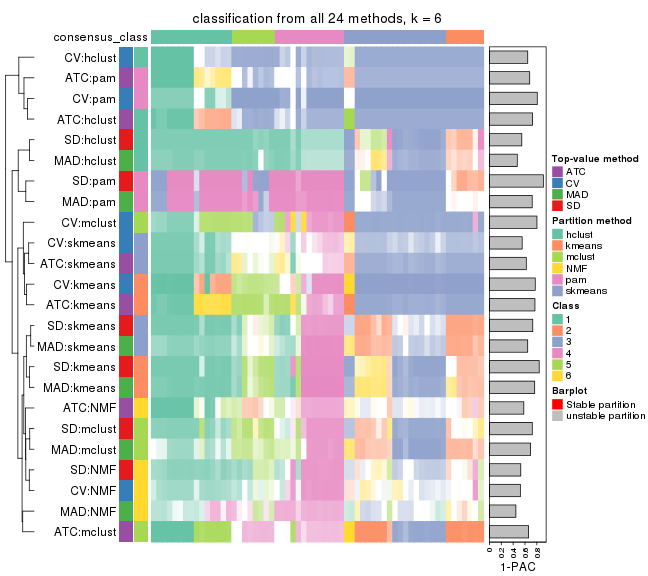 classification from all 24 methods, k = 6
consensus_class
CV:hclust
ATC:pam
CV:pam
ATC:hclust
SD:hclust
MAD:hclust
SD:pam
MAD:pam
CV:mclust
CV:skmeans
ATC:skmeans
CV:kmeans
ATC:kmeans
SD:skmeans
MAD:skmeans
SD:kmeans
MAD:kmeans
ATC:NMF
SD:mclust
MAD:mclust
SD:NMF
CV:NMF
MAD:NMF
ATC:mclust
0 0.2 0.4 0.6 0.8
1-PAC
Top-value method
ATC
CV
MAD
SD
Partition method
hclust
kmeans
mclust
NMF
pam
skmeans
Class
1
2
3
4
5
6
Barplot
Stable partition
unstable partition